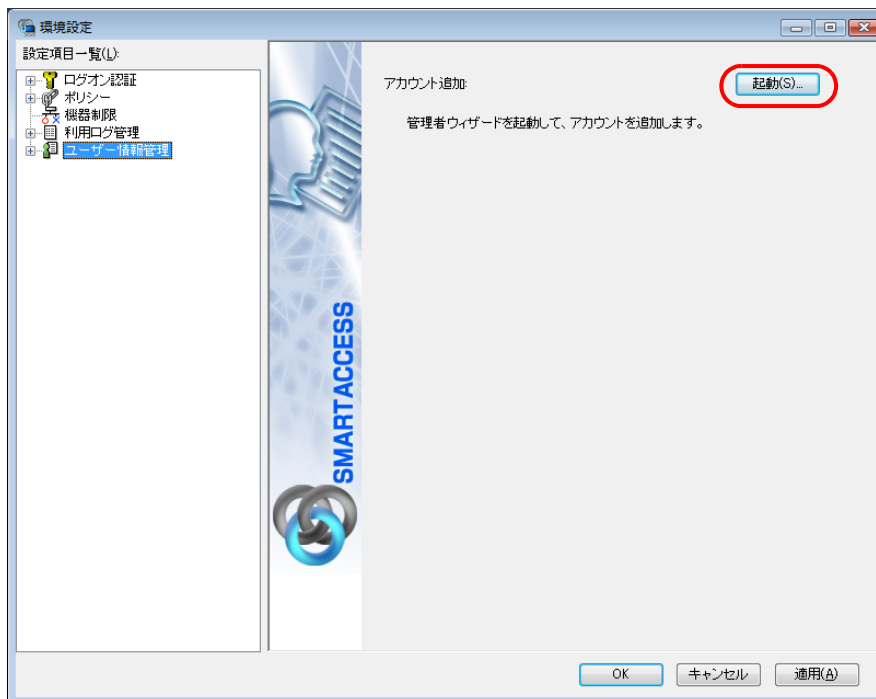 環境設定
設定項目一覧(L):
ログオン認証
ポリシー
機器制限
利用ログ管理
ユーザー情報管理
アカウント追加:
起動(S)...
管理者ウィザードを起動して、アカウントを追加します。
SMARTACCESS
OK
キャンセル
適用(A)